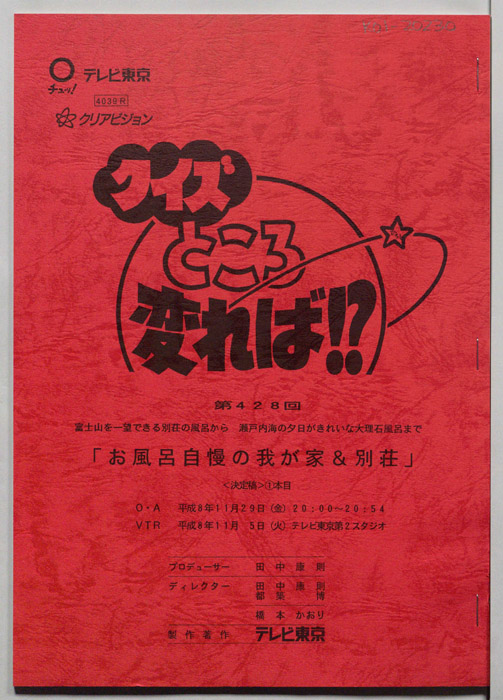 テレビ東京
チュッ!
4039R
クリアビジョン
クイズ
ところ
変れば!?
第428回
富士山を一望できる別荘の風呂から 瀬戸内海の夕日がきれいな大理石風呂まで
「お風呂自慢の我が家&別荘」
<決定稿>①本目
O・A 平成8年11月29日(金)20:00〜20:54
VTR 平成8年11月 5日(火)テレビ東京第2スタジオ
プロデューサー 田中康則
ディレクター 田中康則
都築 博
橋本かおり
製作著作 テレビ東京